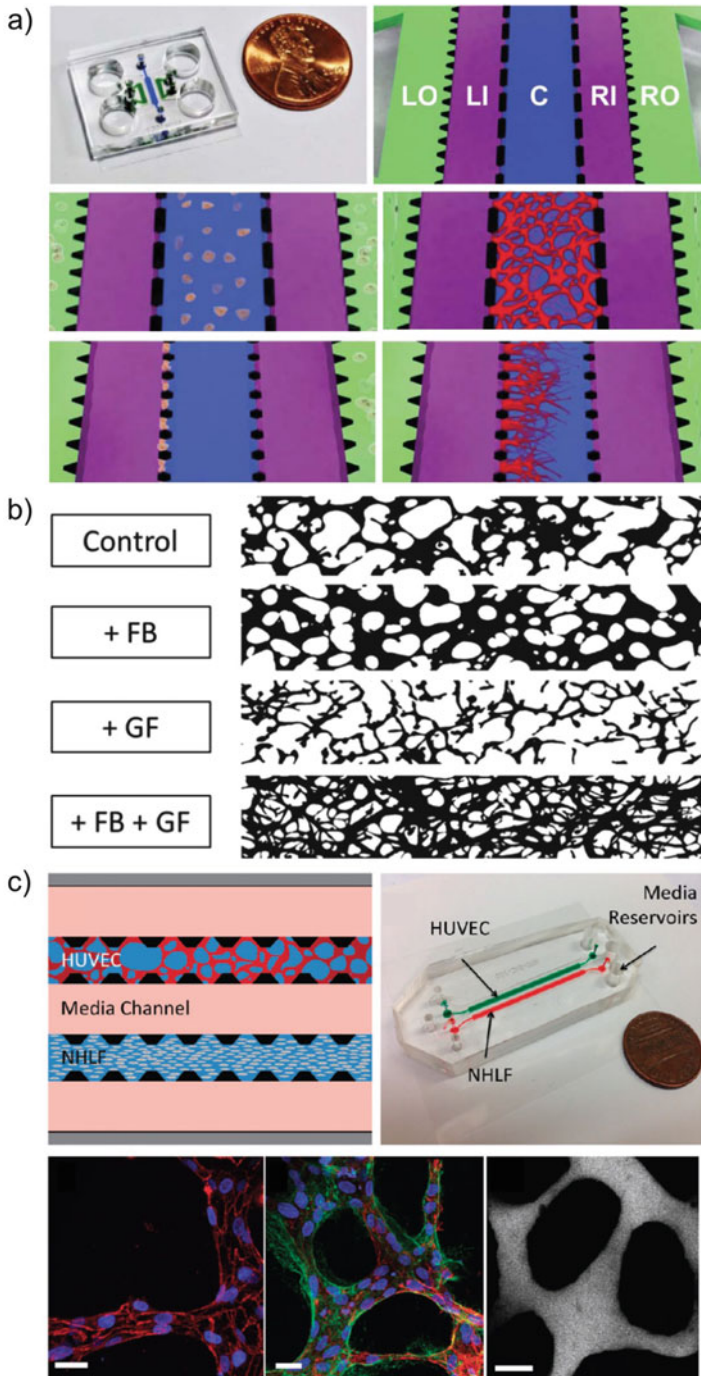 a)
LO LI C RI RO
b)
Control
+ FB
+ GF
+ FB + GF
c)
HUVEC
Media Channel
NHLF
Media
Reservoirs
HUVEC
NHLF